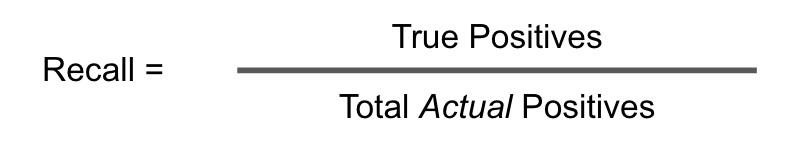 True Positives
Recall =
Total Actual Positives